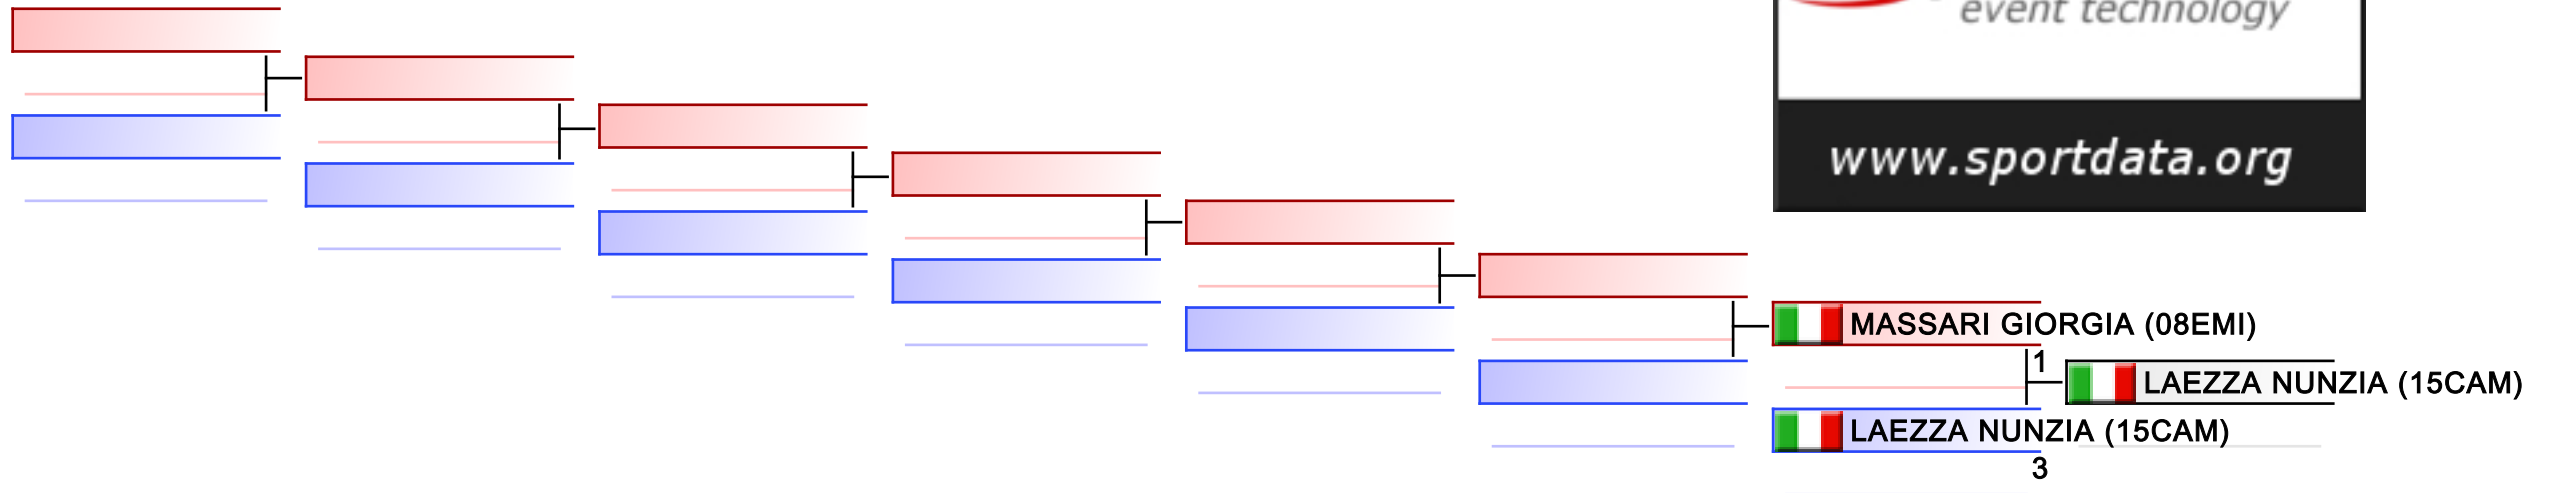 event technology
www.sportdata.org
MASSARI GIORGIA (08EMI)
1
LAEZZA NUNZIA (15CAM)
LAEZZA NUNZIA (15CAM)
3